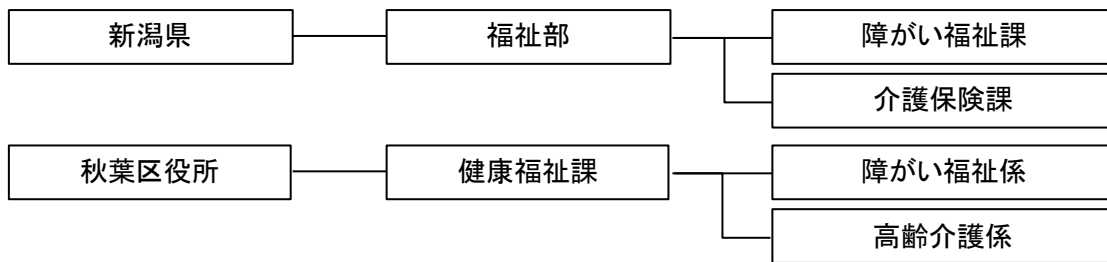 新潟県
福祉部
障がい福祉課
介護保険課
秋葉区役所
健康福祉課
障がい福祉係
高齢介護係